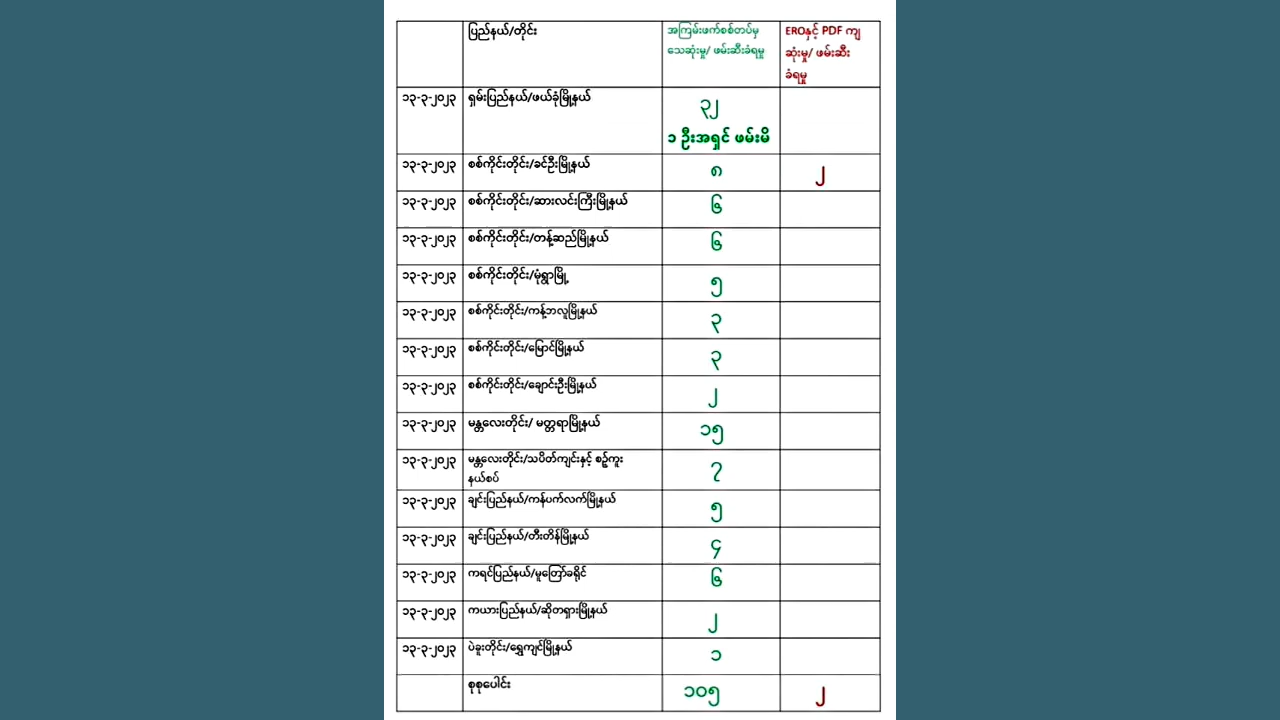 ပြည်နယ်/တိုင်း
အကြမ်းဖက်စစ်တပ်မှ
သေဆုံးမှု/ ဖမ်းဆီးခံရမှု
EROနှင့် PDF ကျ
ဆုံးမှု/ ဖမ်းဆီး
ခံရမှု
၁၃-၃-၂၀၂၃ ရှမ်းပြည်နယ်/ဖယ်ခုံမြို့နယ် ၃၂
၁ ဦးအရှင် ဖမ်းမိ
၁၃-၃-၂၀၂၃ စစ်ကိုင်းတိုင်း/ခင်ဦးမြို့နယ် ၈ ၂
၁၃-၃-၂၀၂၃ စစ်ကိုင်းတိုင်း/ဆားလင်းကြီးမြို့နယ် ၆
၁၃-၃-၂၀၂၃ စစ်ကိုင်းတိုင်း/တန့်ဆည်မြို့နယ် ၆
၁၃-၃-၂၀၂၃ စစ်ကိုင်းတိုင်း/မုံရွာမြို့ ၅
၁၃-၃-၂၀၂၃ စစ်ကိုင်းတိုင်း/ကန့်ဘလူမြို့နယ် ၃
၁၃-၃-၂၀၂၃ စစ်ကိုင်းတိုင်း/မြောင်မြို့နယ် ၃
၁၃-၃-၂၀၂၃ စစ်ကိုင်းတိုင်း/ချောင်းဦးမြို့နယ် ၂
၁၃-၃-၂၀၂၃ မန္တလေးတိုင်း/ မတ္တရာမြို့နယ် ၁၅
၁၃-၃-၂၀၂၃ မန္တလေးတိုင်း/သပိတ်ကျင်းနှင့် စဥ့်ကူး ၇
နယ်စပ်
၁၃-၃-၂၀၂၃ ချင်းပြည်နယ်/ကန်ပက်လက်မြို့နယ် ၅
၁၃-၃-၂၀၂၃ ချင်းပြည်နယ်/တီးတိန်မြို့နယ် ၄
၁၃-၃-၂၀၂၃ ကရင်ပြည်နယ်/မူတြော်ခရိုင် ၆
၁၃-၃-၂၀၂၃ ကယားပြည်နယ်/ဆိုတရှားမြို့နယ် ၂
၁၃-၃-၂၀၂၃ ပဲခူးတိုင်း/ရွှေကျင်မြို့နယ် ၁
စုစုပေါင်း ၁၀၅ ၂